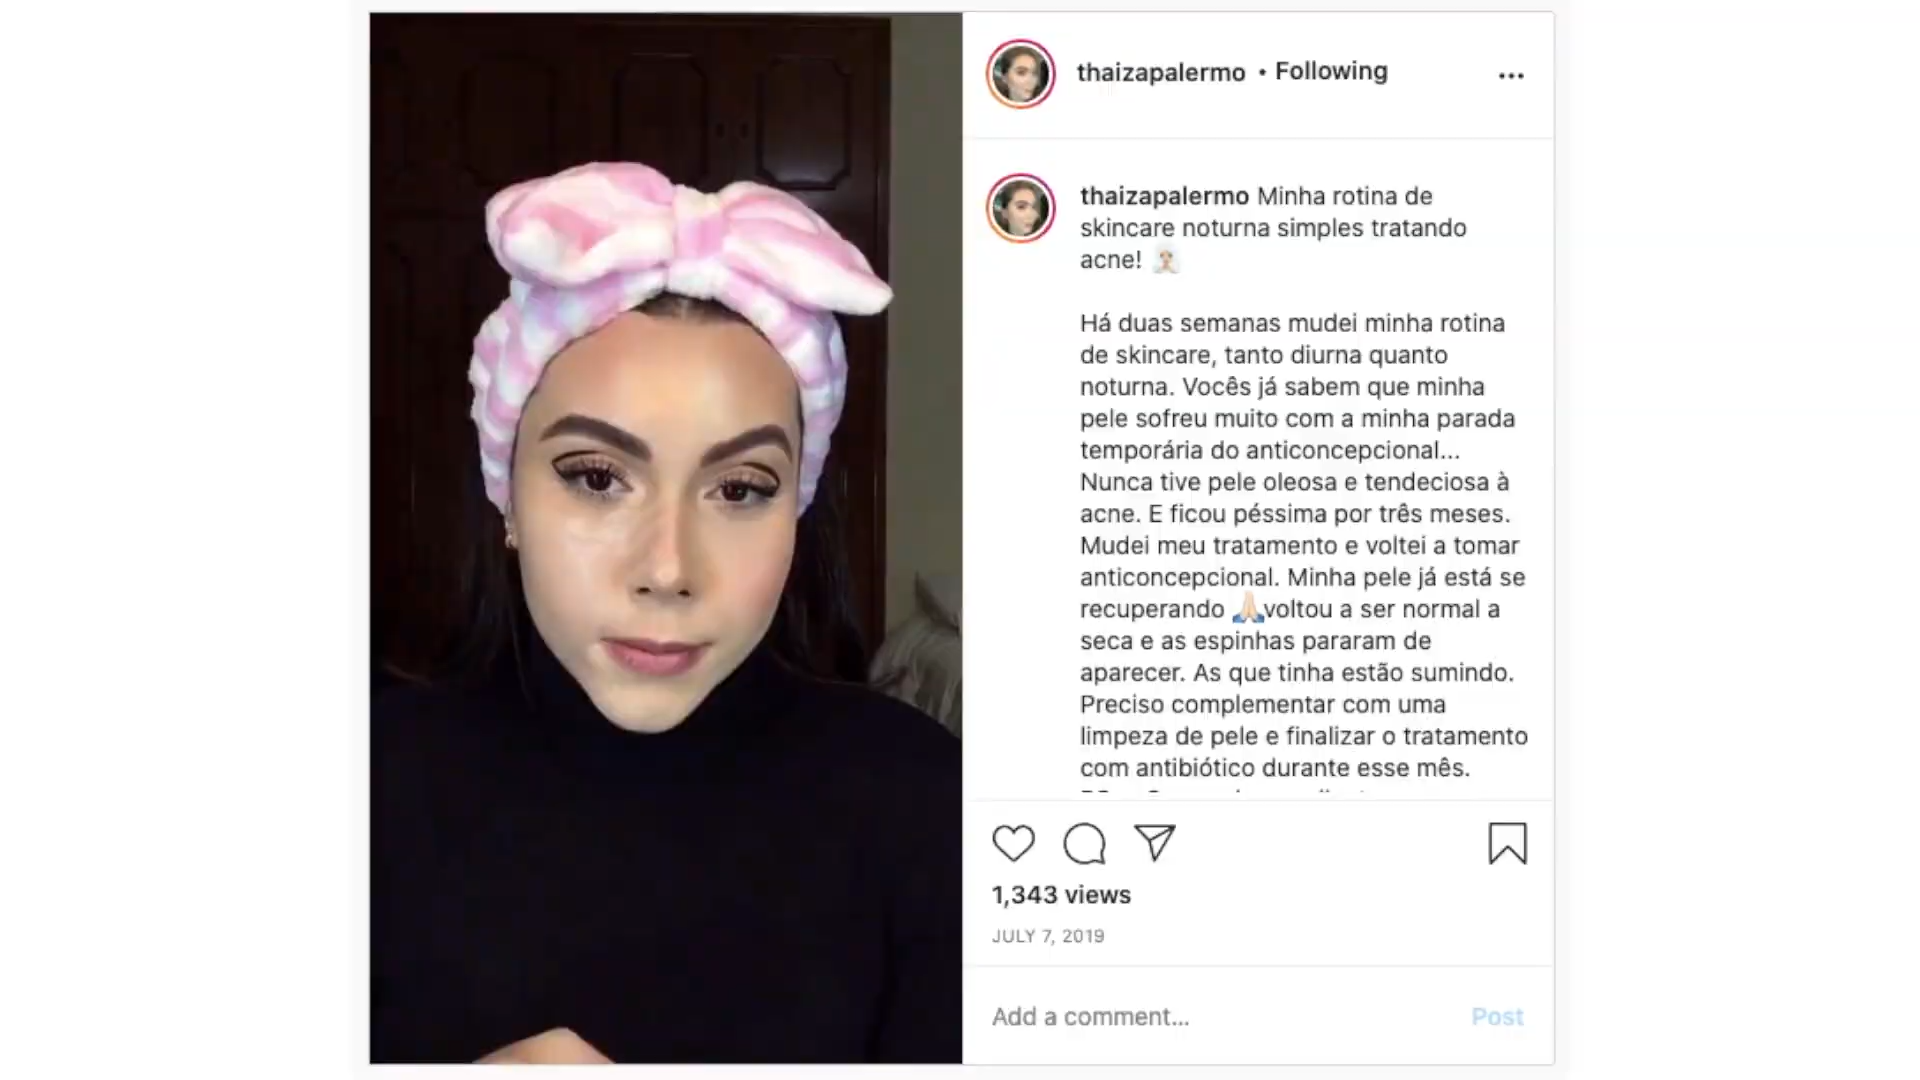 thaizapalermo • Following
thaizapalermo Minha rotina de
skincare noturna simples tratando
acne!
Há duas semanas mudei minha rotina
de skincare, tanto diurna quanto
noturna. Vocês já sabem que minha
pele sofreu muito com a minha parada
temporária do anticoncepcional...
Nunca tive pele oleosa e tendeciosa à
acne. E ficou péssima por três meses.
Mudei meu tratamento e voltei a tomar
anticoncepcional. Minha pele já está se
recuperando 🙏🏻voltou a ser normal a
seca e as espinhas pararam de
aparecer. As que tinha estão sumindo.
Preciso complementar com uma
limpeza de pele e finalizar o tratamento
com antibiótico durante esse mês.
1,343 views
JULY 7, 2019
Add a comment...
Post